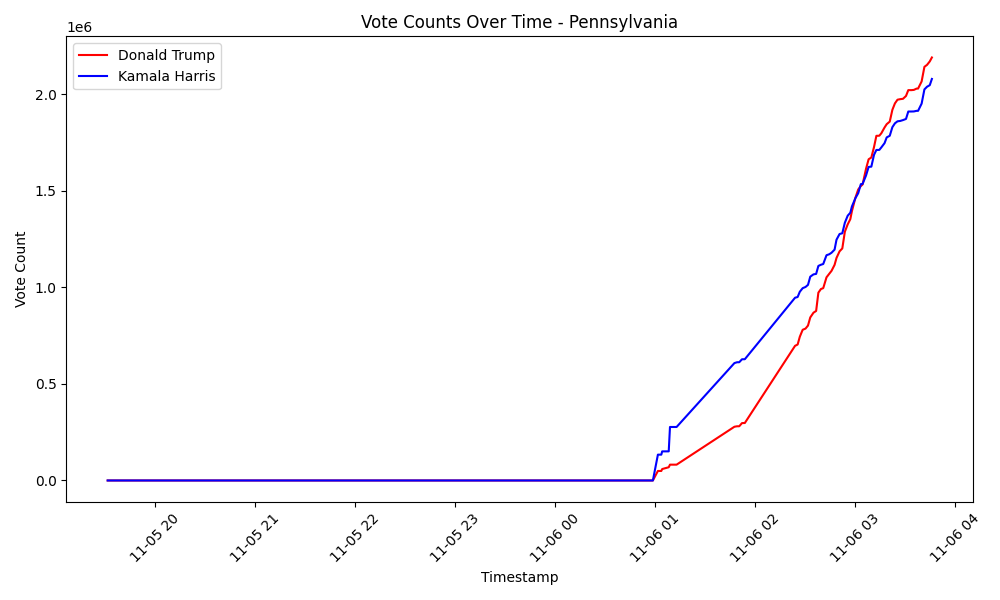 Vote Counts Over Time - Pennsylvania
1e6
Donald Trump
Kamala Harris
Vote Count
2.0
1.5
1.0
0.5
0.0
11-05 20
11-05 21
11-05 22
11-05 23
11-06 00
11-06 01
11-06 02
11-06 03
11-06 04
Timestamp